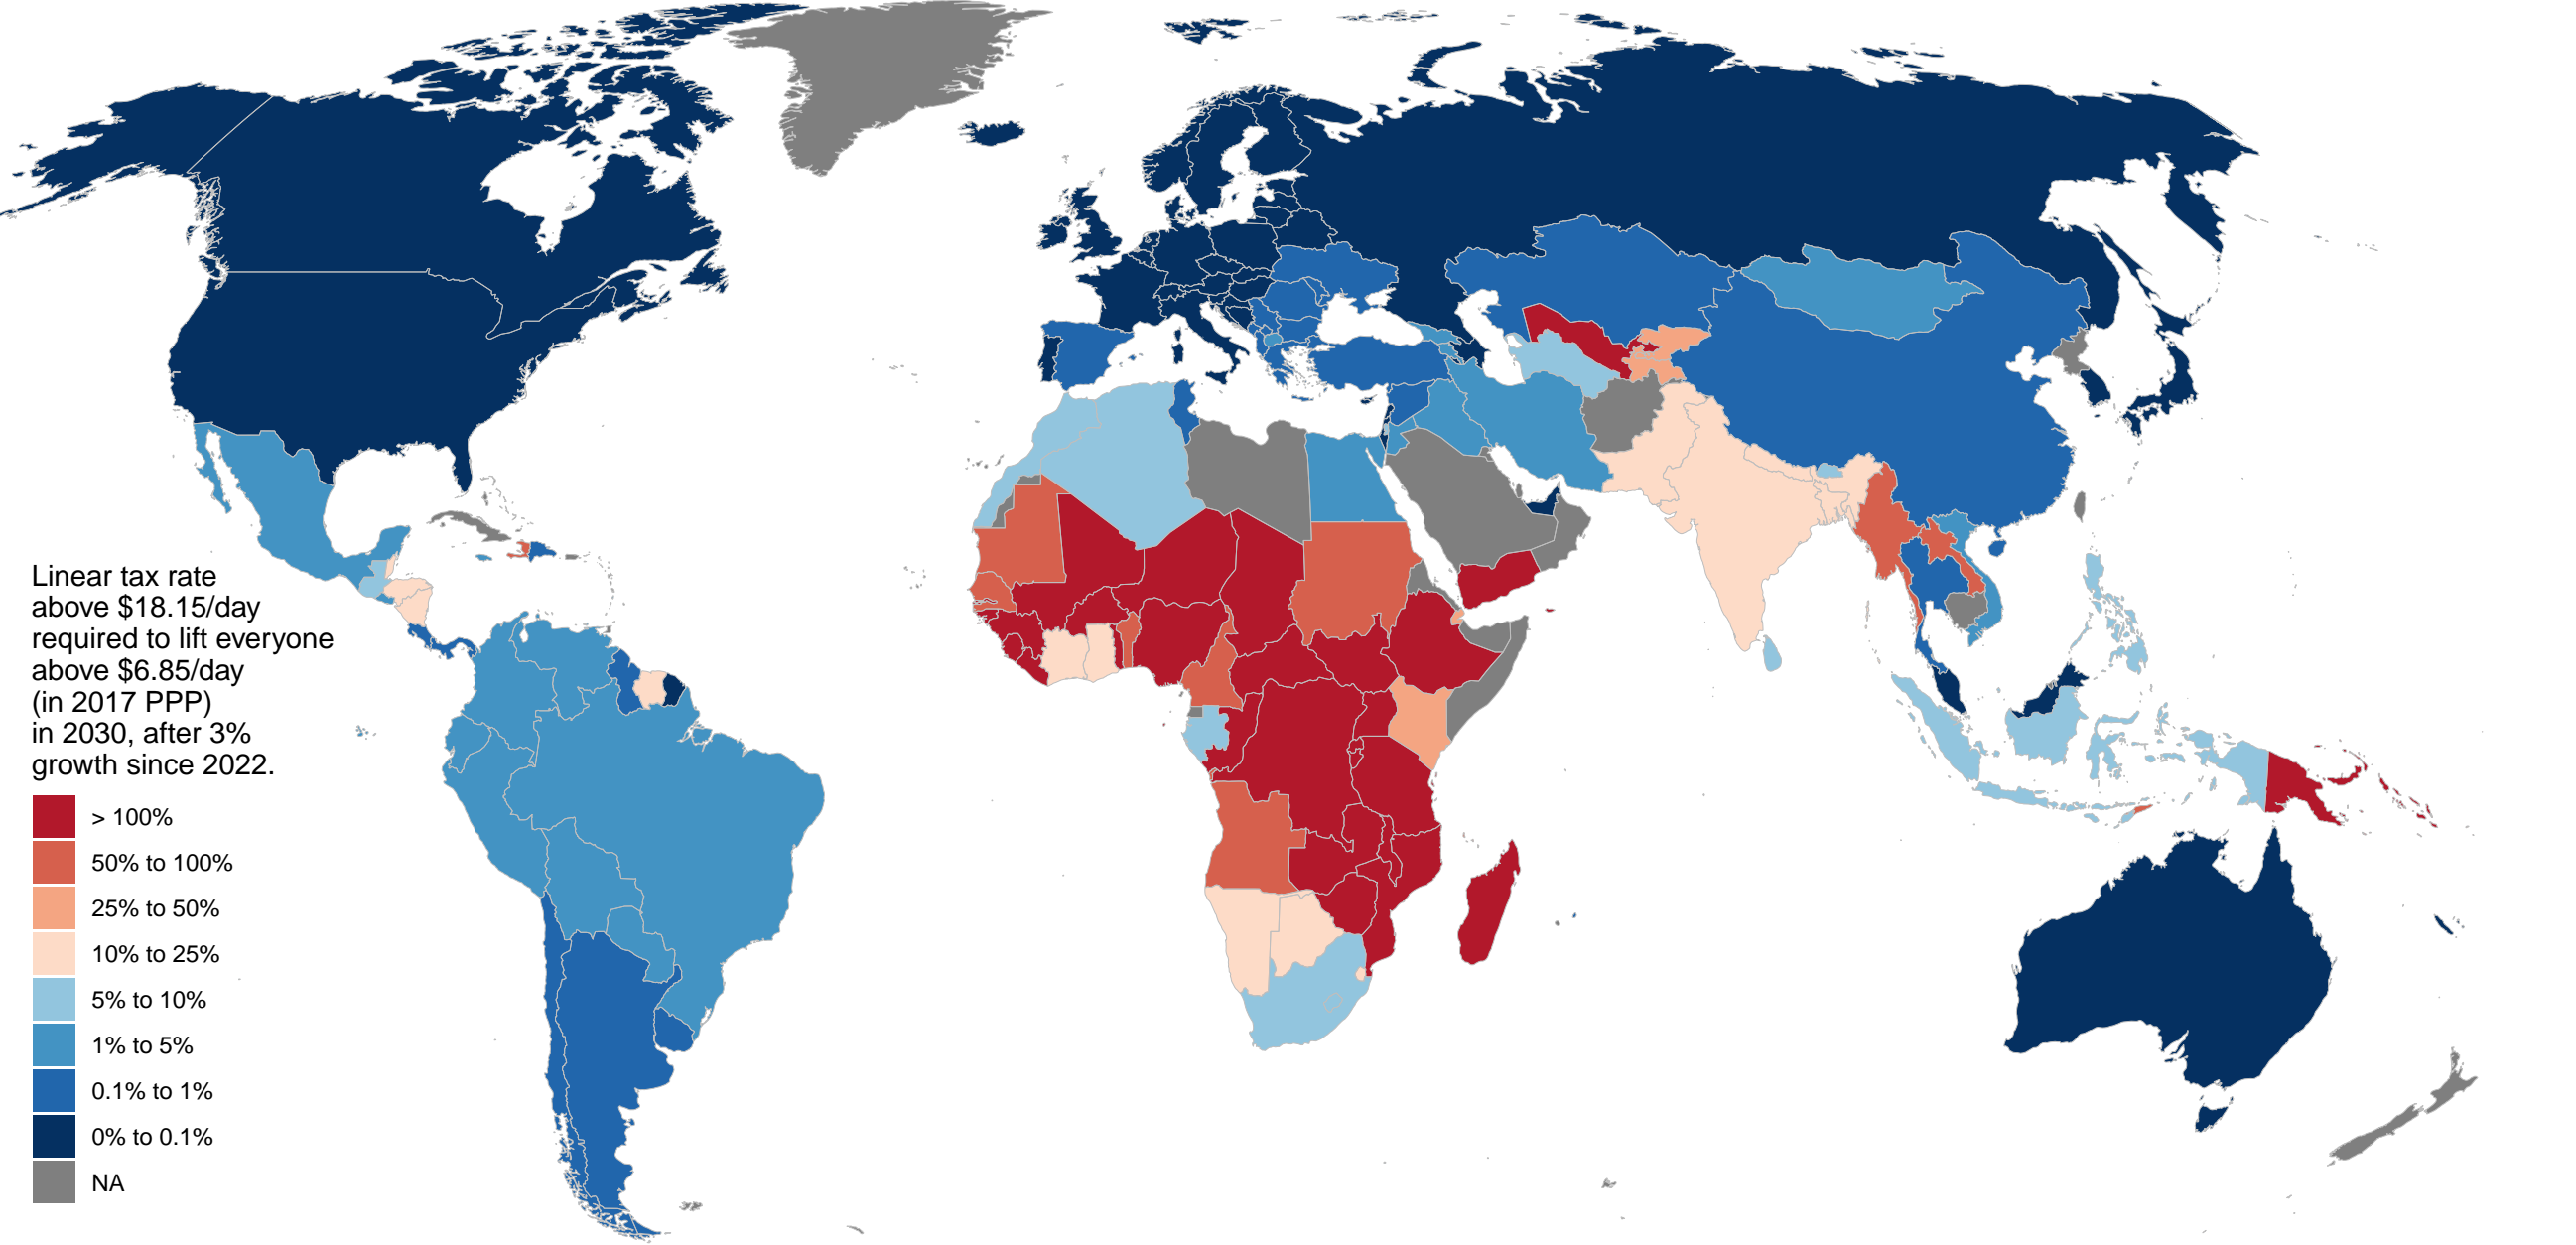 Linear tax rate
above $18.15/day
required to lift everyone
above $6.85/day
(in 2017 PPP)
in 2030, after 3%
growth since 2022.
> 100%
50% to 100%
25% to 50%
10% to 25%
5% to 10%
1% to 5%
0.1% to 1%
0% to 0.1%
NA